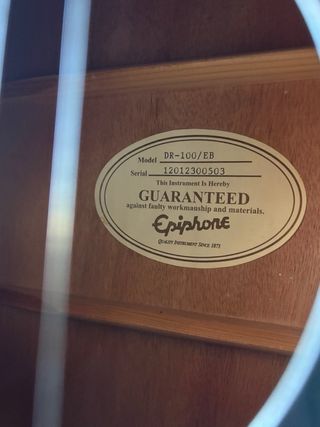 Model DR-100/EB
Serial 12012300503
This Instrument Is Hereby
GUARANTEED
against faulty workmanship and materials.
Epiphone
QUALITY INSTRUMENT SINCE 1873